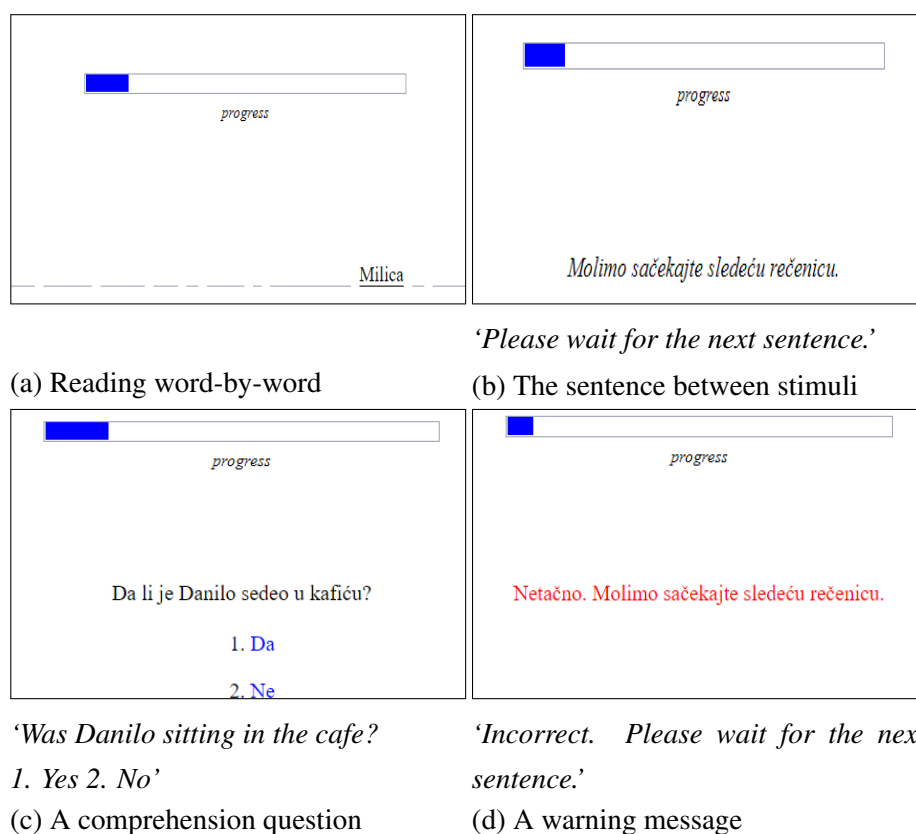 progress
Milica
progress
Molimo sačekajte sledeću rečenicu.
‘Please wait for the next sentence.’
(a) Reading word-by-word
(b) The sentence between stimuli
progress
Da li je Danilo sedeo u kafiću?
1. Da
2. Ne
progress
Netačno. Molimo sačekajte sledeću rečenicu.
‘Was Danilo sitting in the cafe?
1. Yes 2. No’
(c) A comprehension question
‘Incorrect. Please wait for the nex
sentence.’
(d) A warning message